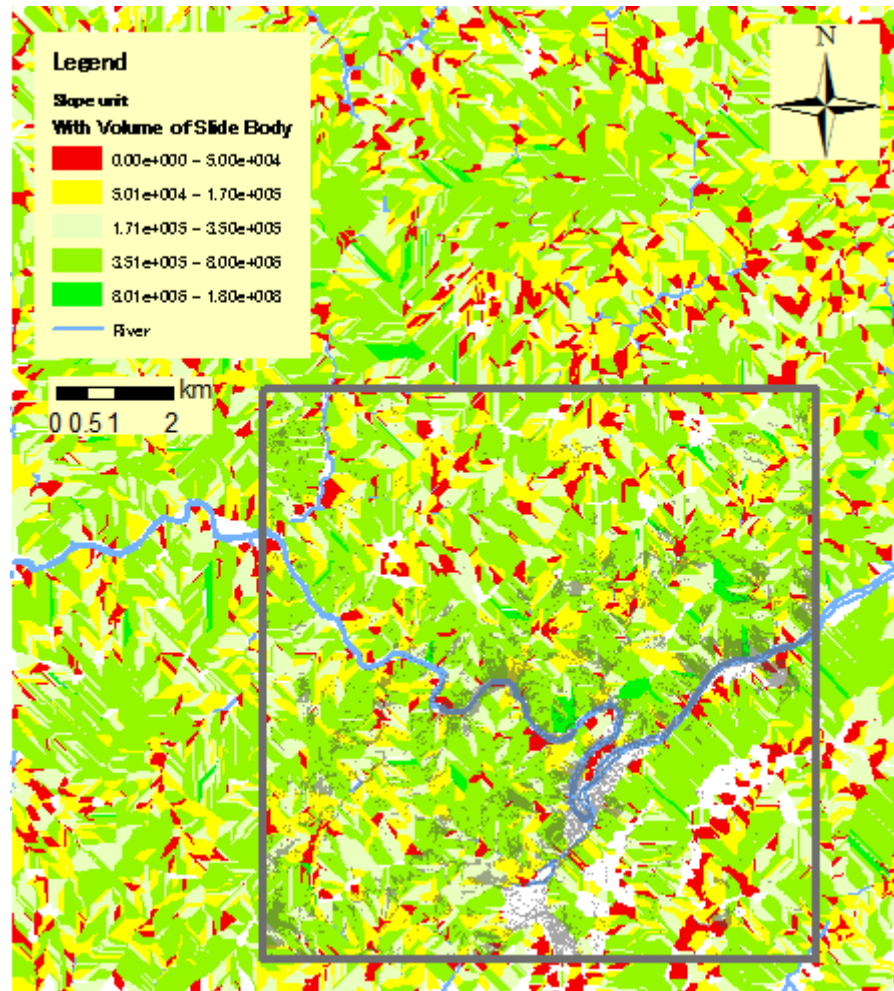 N
Legend
Slope unit
With Volume of Slide Body
0.00e+000 – 5.00e+004
5.01e+004 – 1.70e+005
1.71e+005 – 3.50e+005
3.51e+005 – 8.00e+006
8.01e+006 – 1.80e+008
River
km
0 0.5 1 2